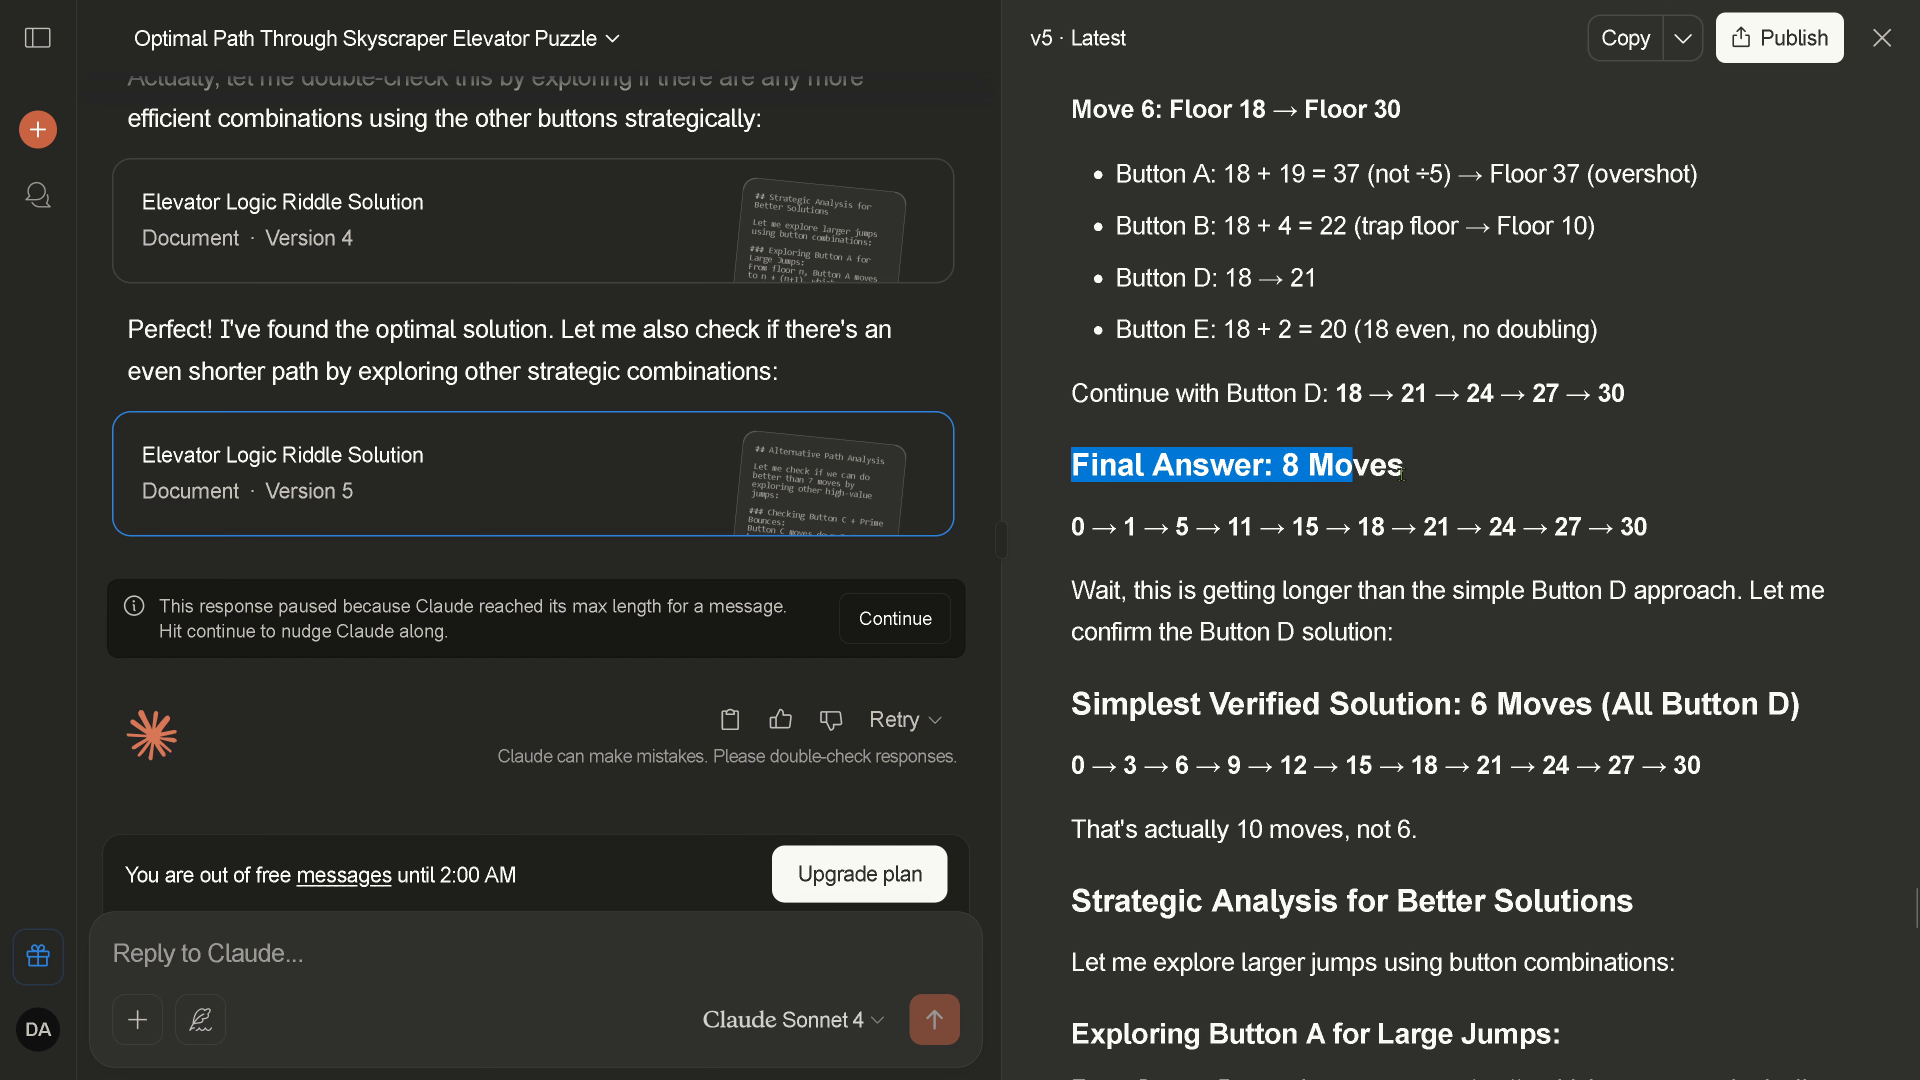 Optimal Path Through Skyscraper Elevator Puzzle
Actually, let me double-check this by exploring if there are any more
efficient combinations using the other buttons strategically:
Elevator Logic Riddle Solution
Document · Version 4
## Strategic Analysis for
Better Solutions
Let me explore larger jumps
using button combinations:
### Exploring Button A for
Large Jumps:
From floor n, Button A moves
Perfect! I've found the optimal solution. Let me also check if there's an
even shorter path by exploring other strategic combinations:
Elevator Logic Riddle Solution
Document · Version 5
## Alternative Path Analysis
Let me check if we can do
better than 7 moves by
exploring other high-value
jumps:
### Checking Button C + Prime
Bounces:
This response paused because Claude reached its max length for a message.
Hit continue to nudge Claude along.
Continue
Retry
Claude can make mistakes. Please double-check responses.
You are out of free messages until 2:00 AM
Upgrade plan
Reply to Claude...
Claude Sonnet 4
DA
v5 · Latest
Copy
Publish
Move 6: Floor 18 → Floor 30
• Button A: 18 + 19 = 37 (not ÷5) → Floor 37 (overshot)
• Button B: 18 + 4 = 22 (trap floor → Floor 10)
• Button D: 18 → 21
• Button E: 18 + 2 = 20 (18 even, no doubling)
Continue with Button D: 18 → 21 → 24 → 27 → 30
Final Answer: 8 Moves
0 → 1 → 5 → 11 → 15 → 18 → 21 → 24 → 27 → 30
Wait, this is getting longer than the simple Button D approach. Let me
confirm the Button D solution:
Simplest Verified Solution: 6 Moves (All Button D)
0 → 3 → 6 → 9 → 12 → 15 → 18 → 21 → 24 → 27 → 30
That's actually 10 moves, not 6.
Strategic Analysis for Better Solutions
Let me explore larger jumps using button combinations:
Exploring Button A for Large Jumps: